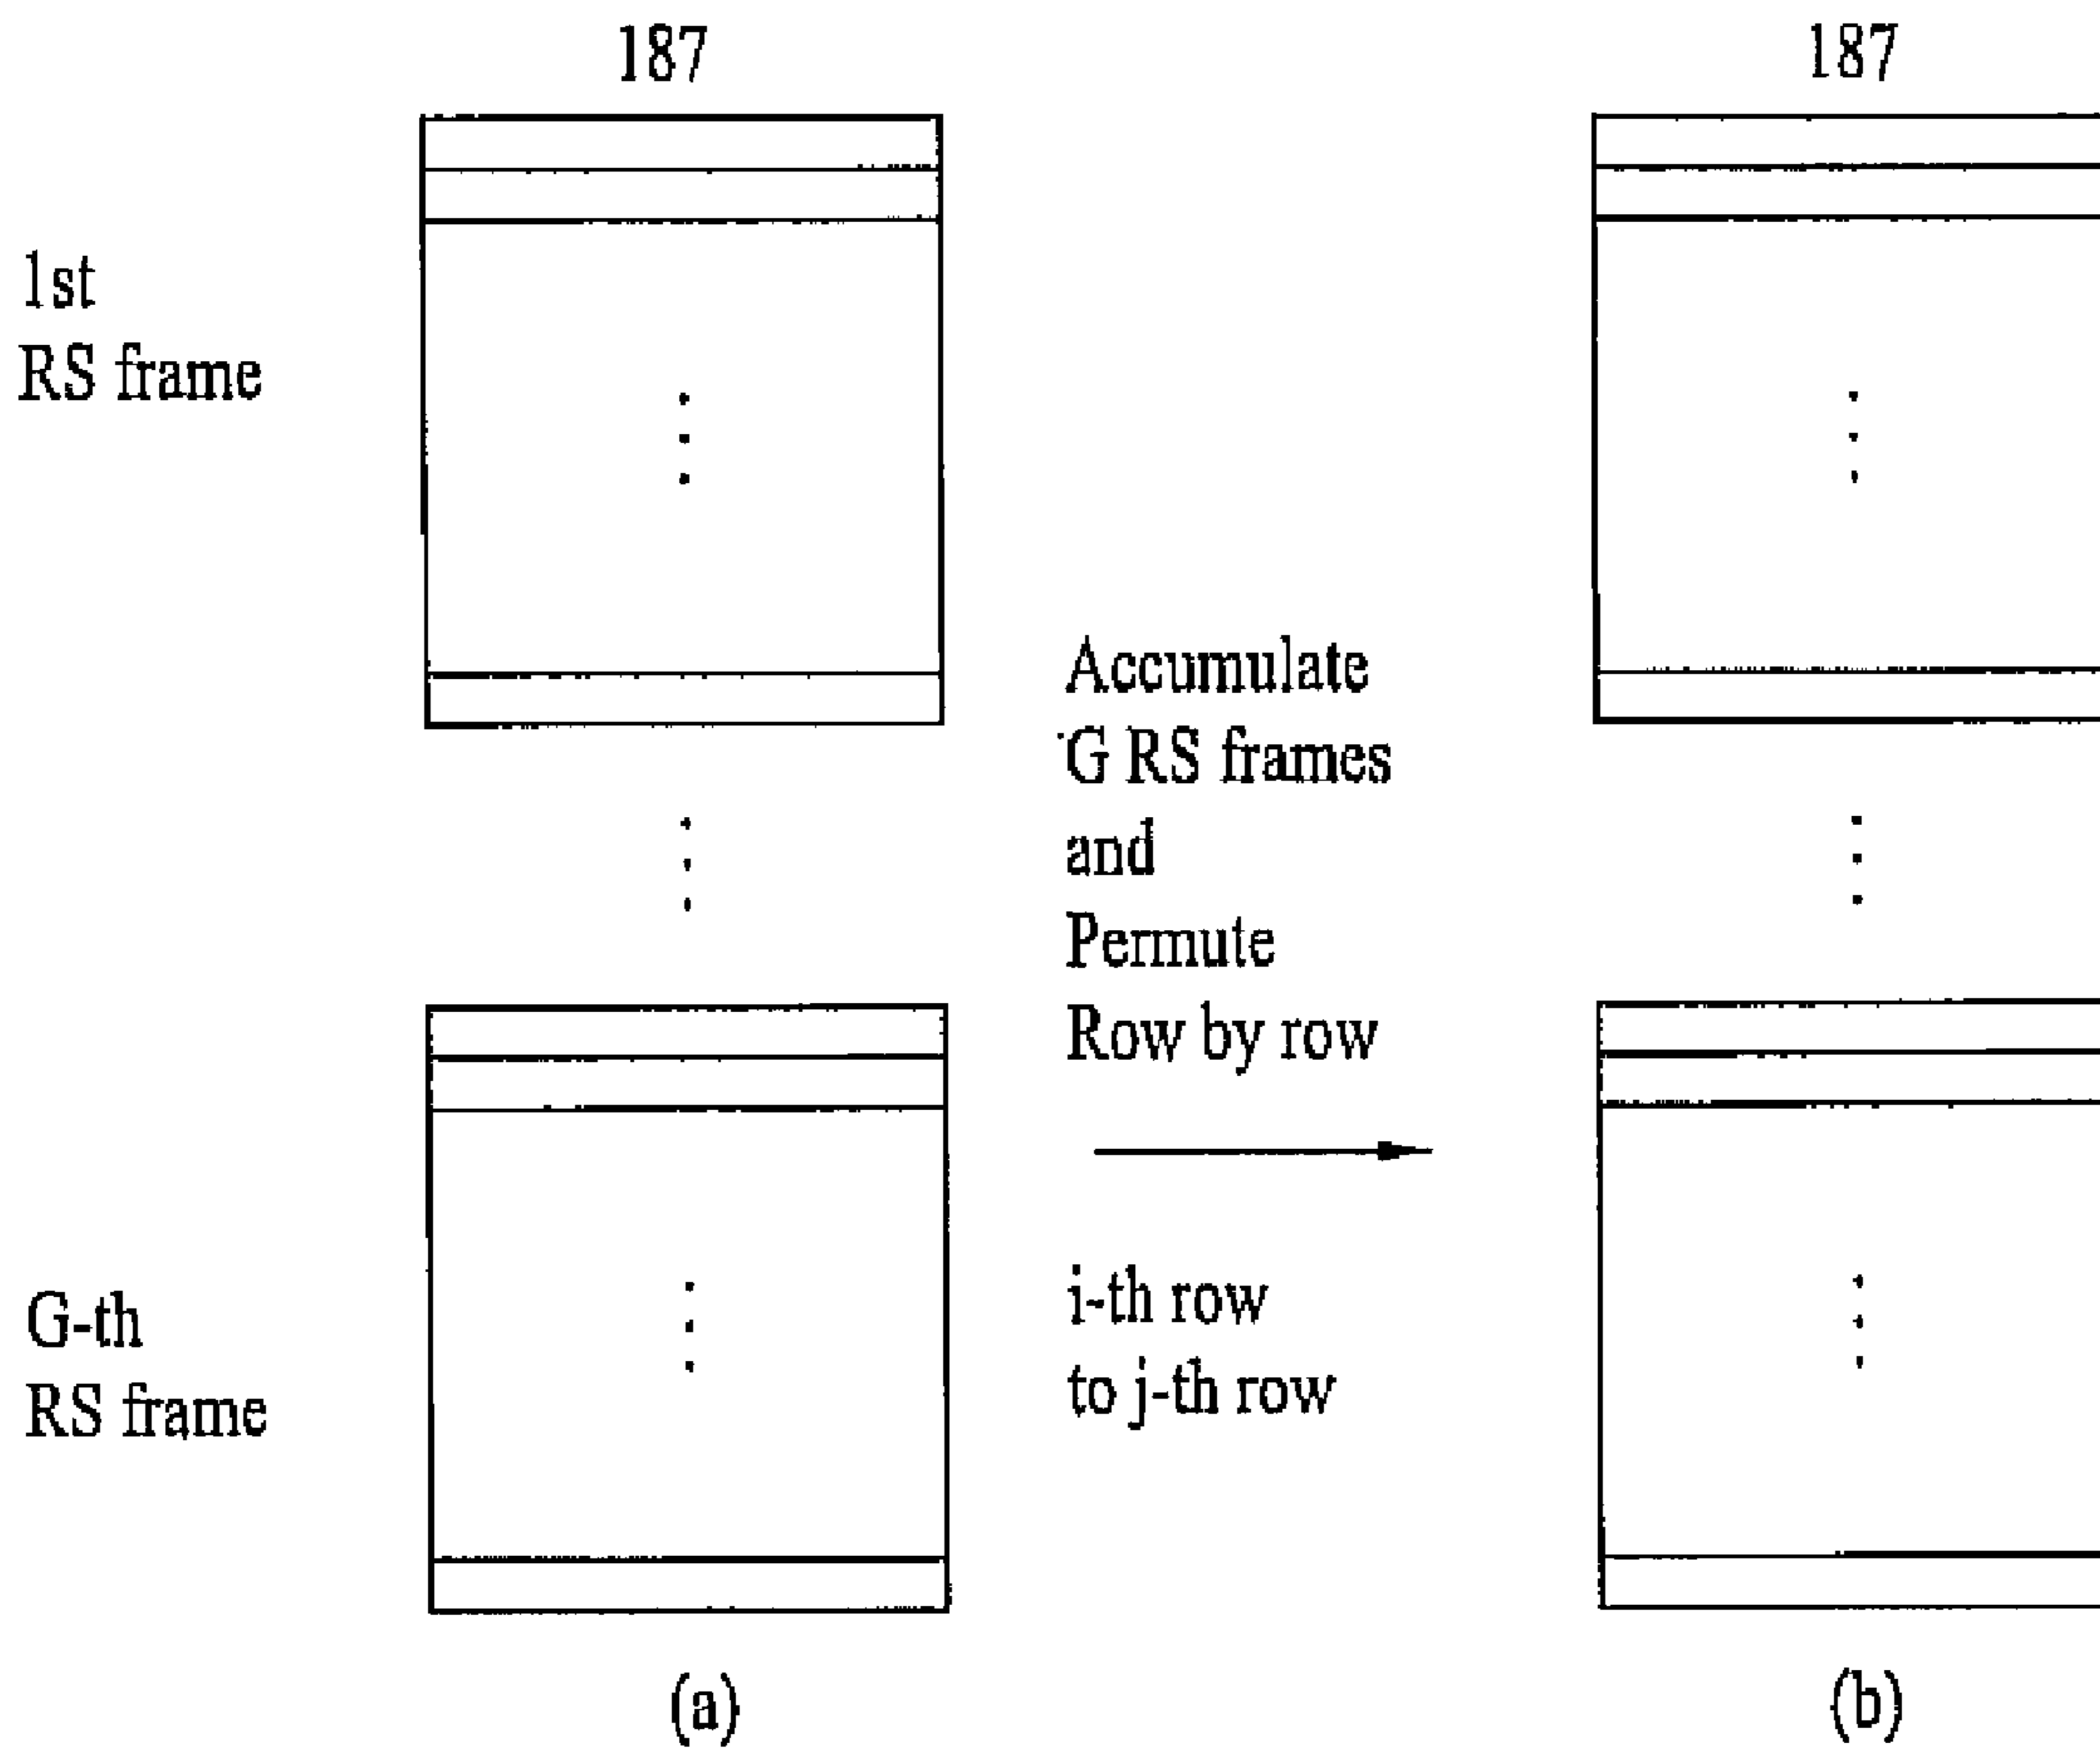 187
187
1st
RS frame
Accumulate
G RS frames
and
Permute
Row by row
i-th row
to j-th row
G-th
RS frame
(a)
(b)